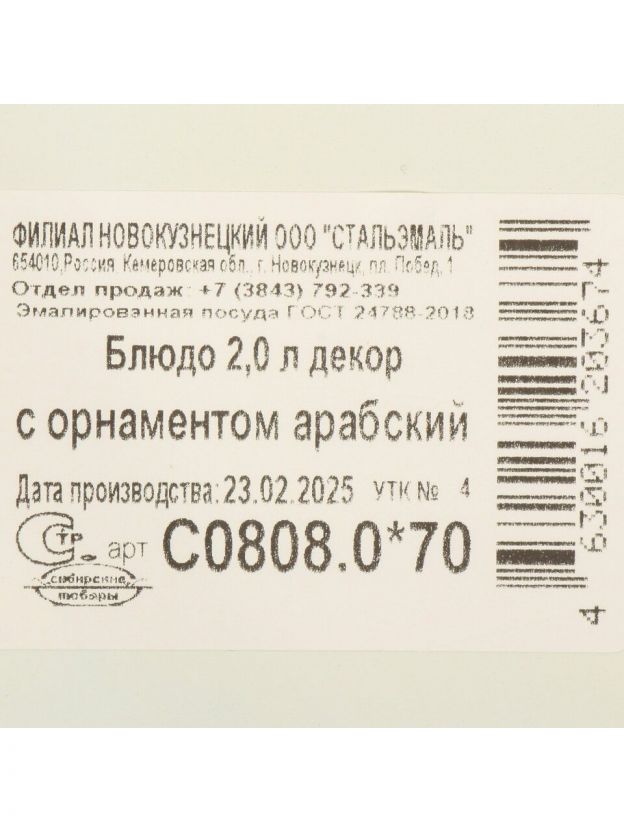 ФИЛИАЛ НОВОКУЗНЕЦКИЙ ООО "СТАЛЬЭМАЛЬ"
654010,Россия Кемеровская обл., г. Новокузнецк, пл. Побед, 1
Отдел продаж: +7 (3843) 792-339
Эмалированная посуда ГОСТ 24788-2018
Блюдо 2,0 л декор
с орнаментом арабский
Дата производства: 23.02.2025 УТК № 4
СТР
арт С0808.0*70
сибирские
товары
4 630016 203674